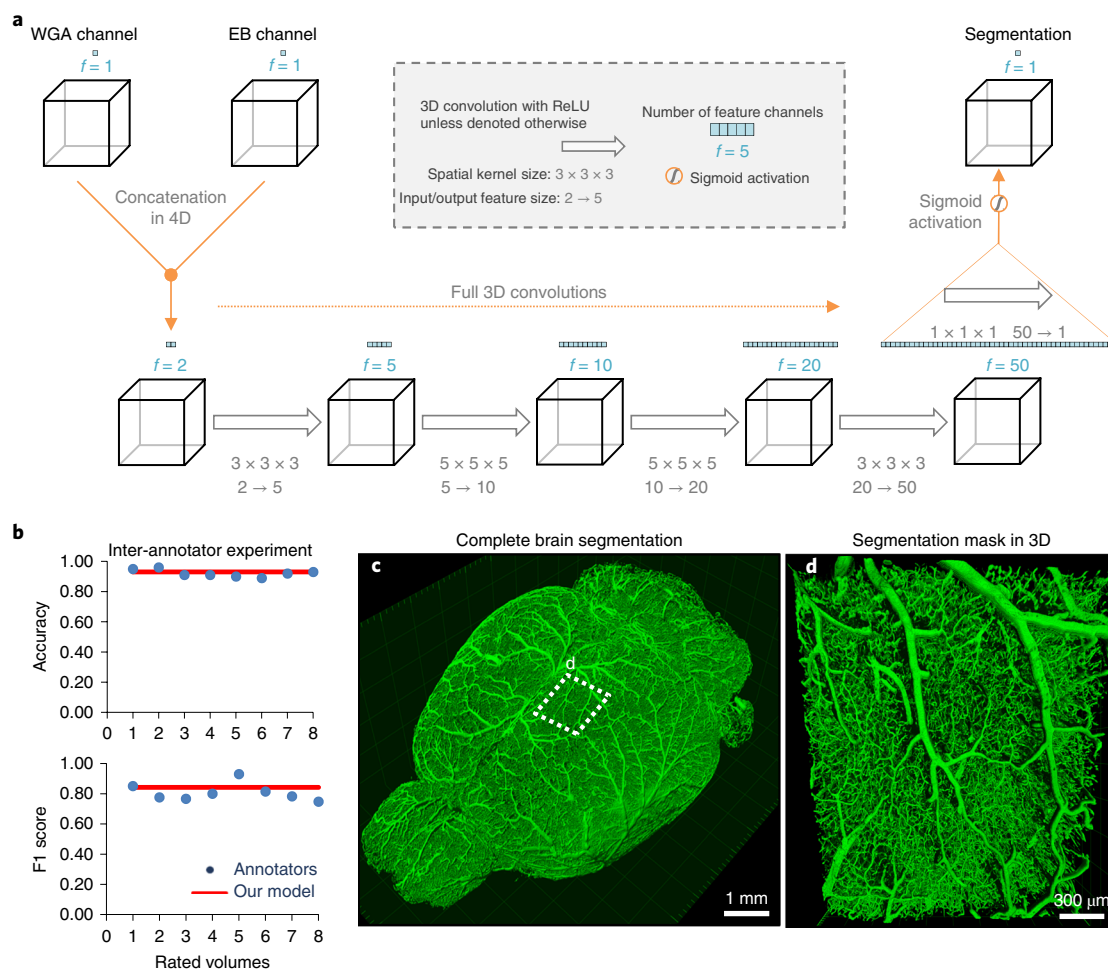 a
WGA channel
EB channel
Segmentation
f = 1
f = 1
f = 1
3D convolution with ReLU
unless denoted otherwise
Number of feature channels
f = 5
Spatial kernel size: 3 × 3 × 3
Sigmoid activation
Input/output feature size: 2 → 5
Concatenation
in 4D
Sigmoid
activation
Full 3D convolutions
1 × 1 × 1 50 → 1
f = 2
f = 5
f = 10
f = 20
f = 50
3 × 3 × 3
5 × 5 × 5
5 × 5 × 5
3 × 3 × 3
2 → 5
5 → 10
10 → 20
20 → 50
b
Inter-annotator experiment
1.00
0.80
0.60
0.40
0.20
0.00
Accuracy
0 1 2 3 4 5 6 7 8
1.00
0.80
0.60
0.40
0.20
0.00
F1 score
Annotators
Our model
0 1 2 3 4 5 6 7 8
Rated volumes
Complete brain segmentation
c
d
1 mm
Segmentation mask in 3D
d
300 μm